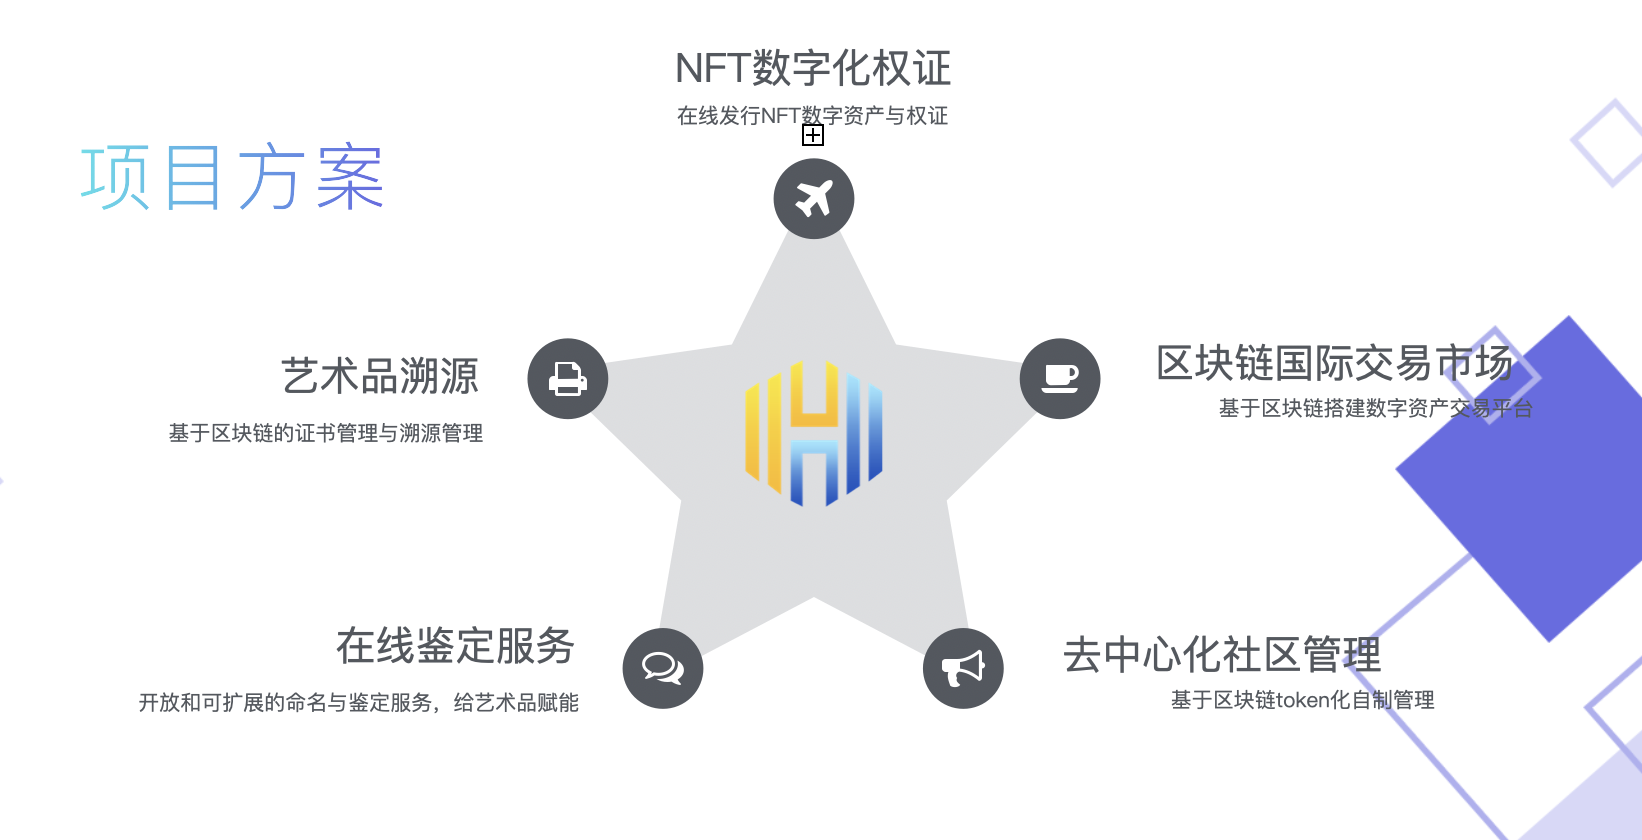 NFT数字化权证
在线发行NFT数字资产与权证
项目方案
艺术品溯源
基于区块链的证书管理与溯源管理
区块链国际交易市场
基于区块链搭建数字资产交易平台
在线鉴定服务
开放和可扩展的命名与鉴定服务，给艺术品赋能
去中心化社区管理
基于区块链token化自制管理